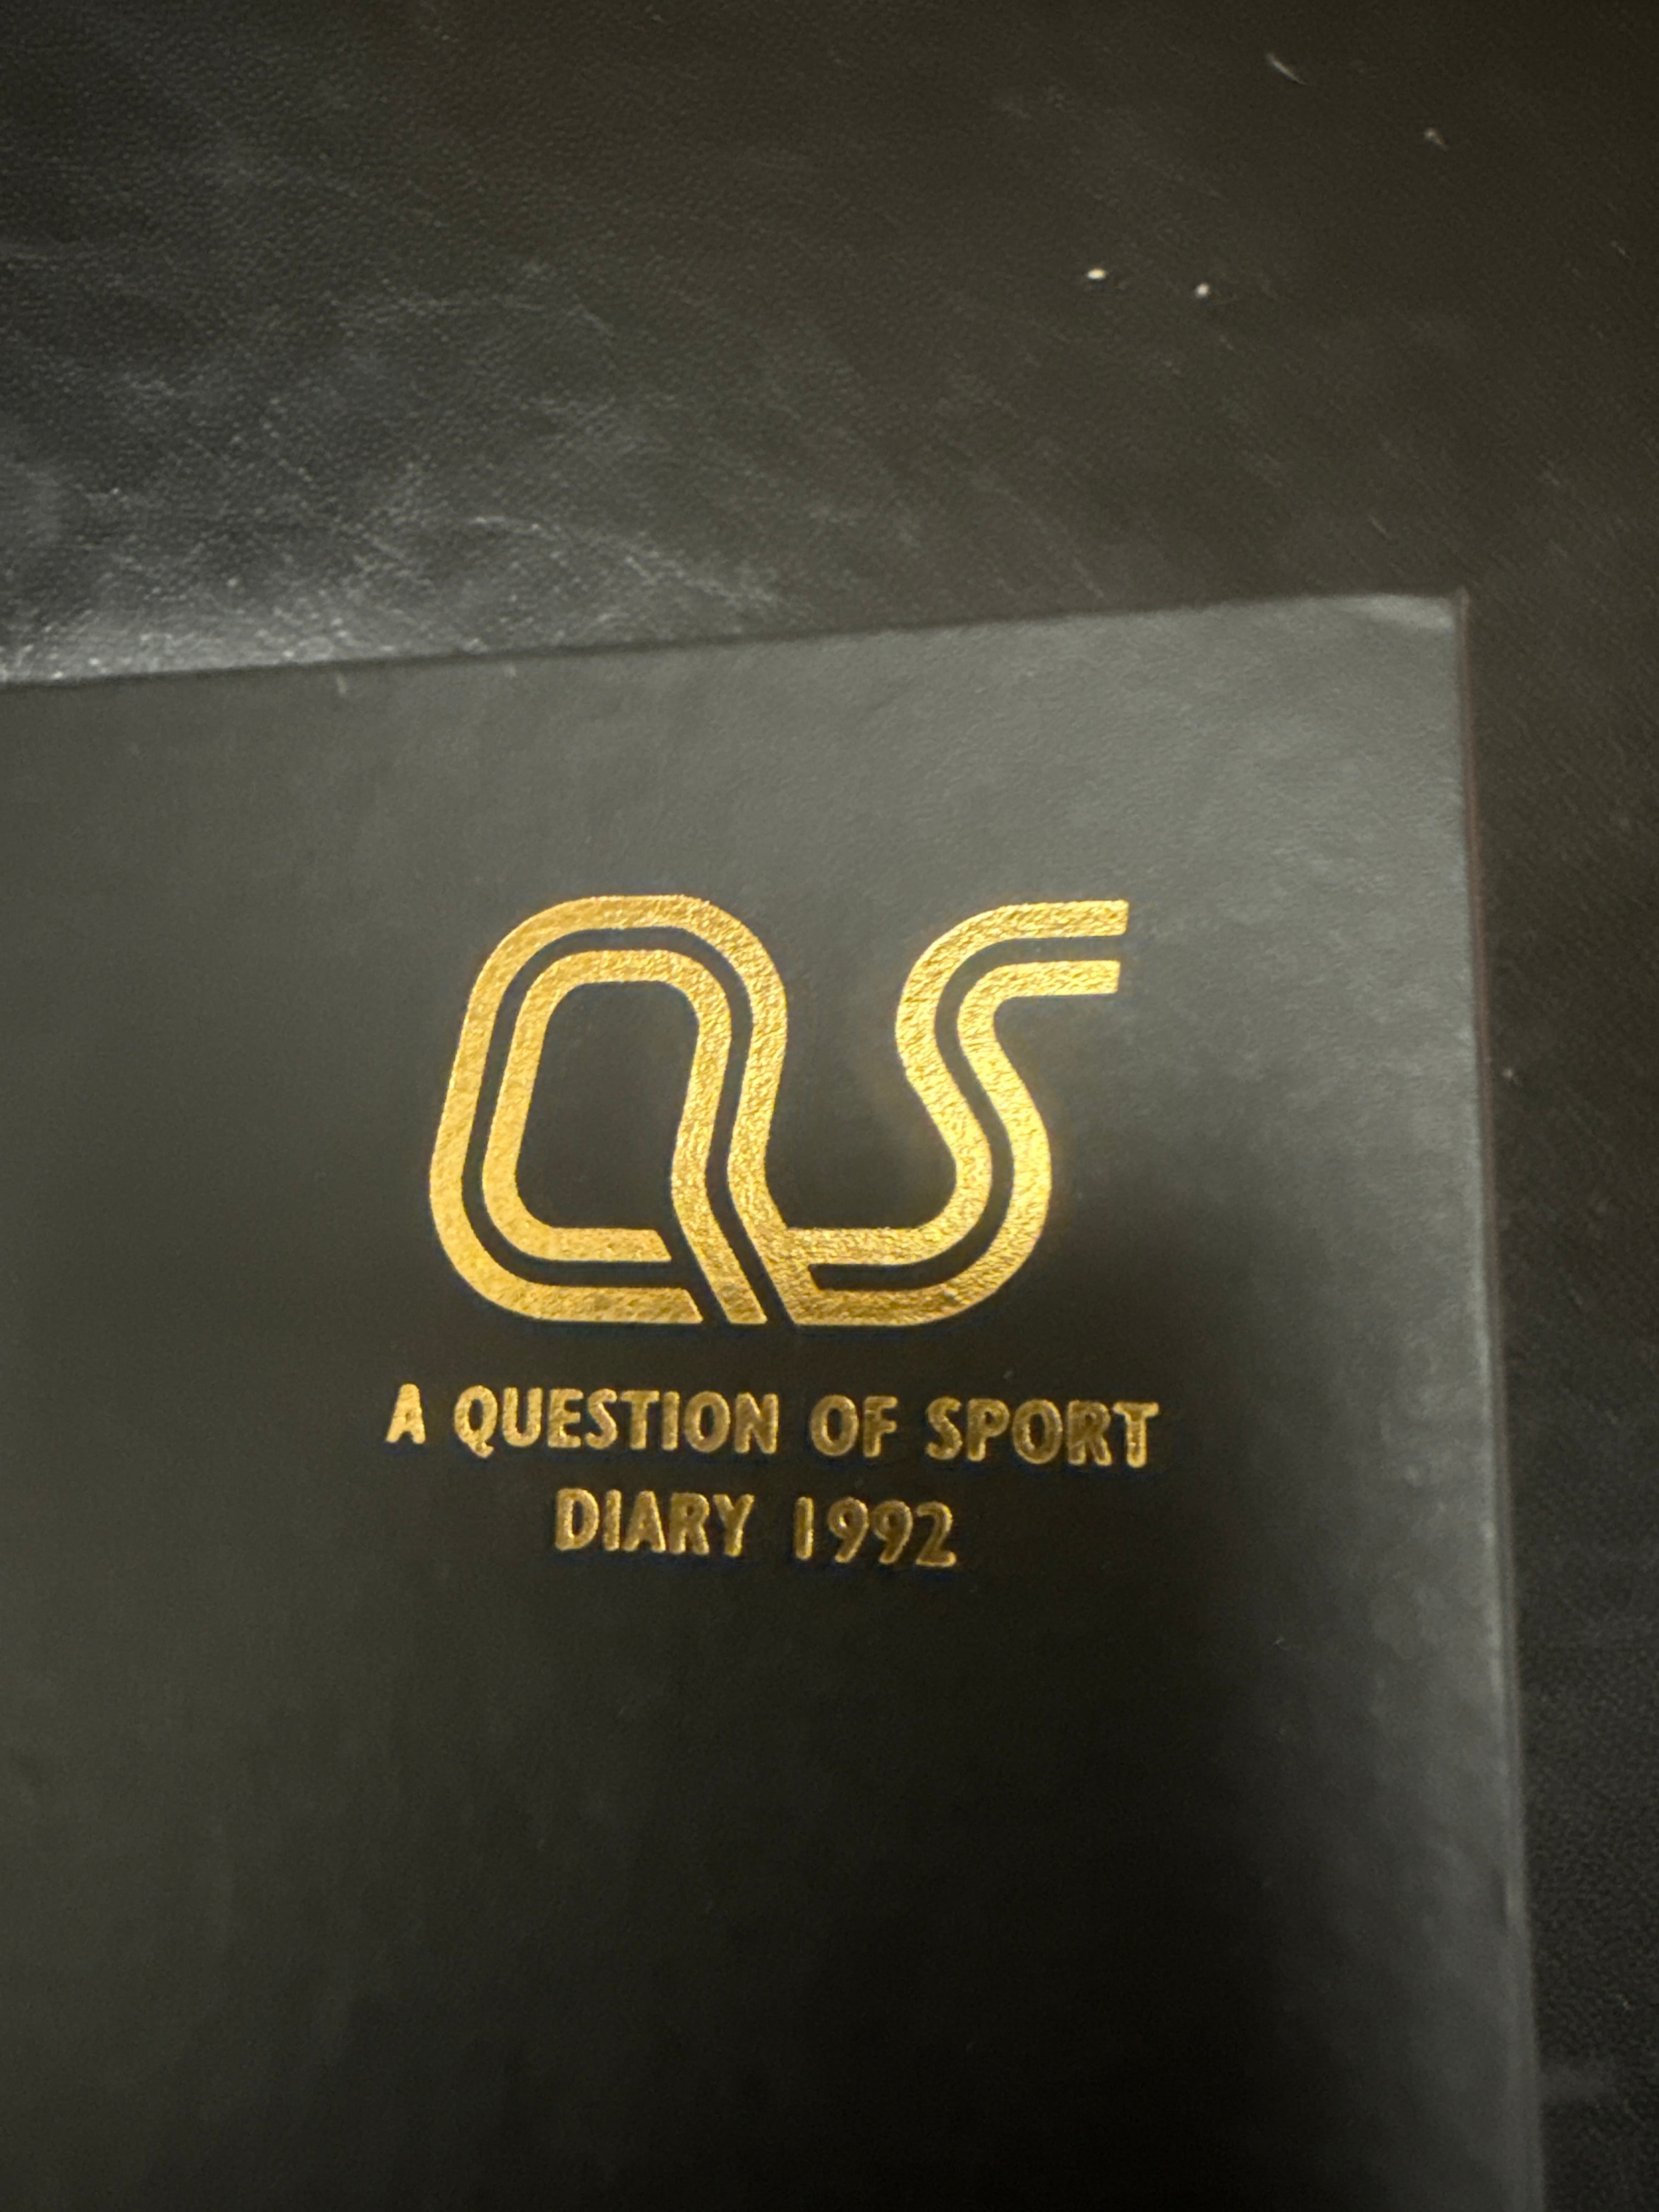 QS
A QUESTION OF SPORT
DIARY 1992